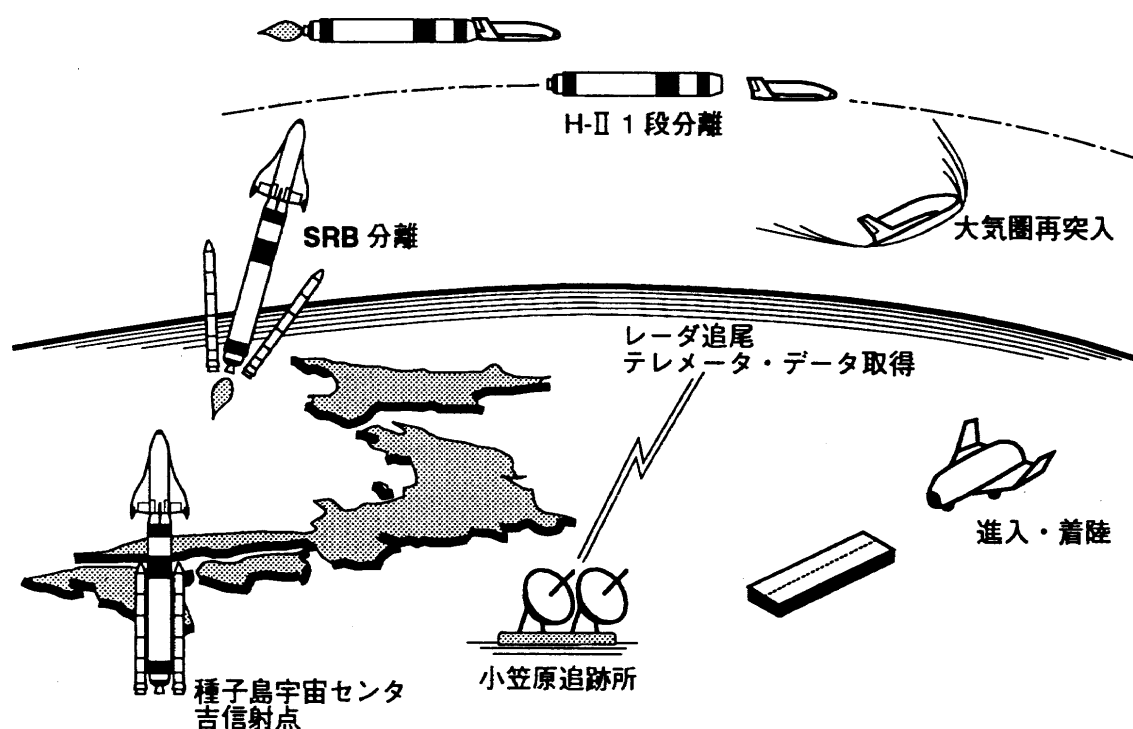 H-Ⅱ 1 段分離
SRB 分離
大気圏再突入
レーダ追尾
テレメータ・データ取得
進入・着陸
小笠原追跡所
種子島宇宙センタ
吉信射点